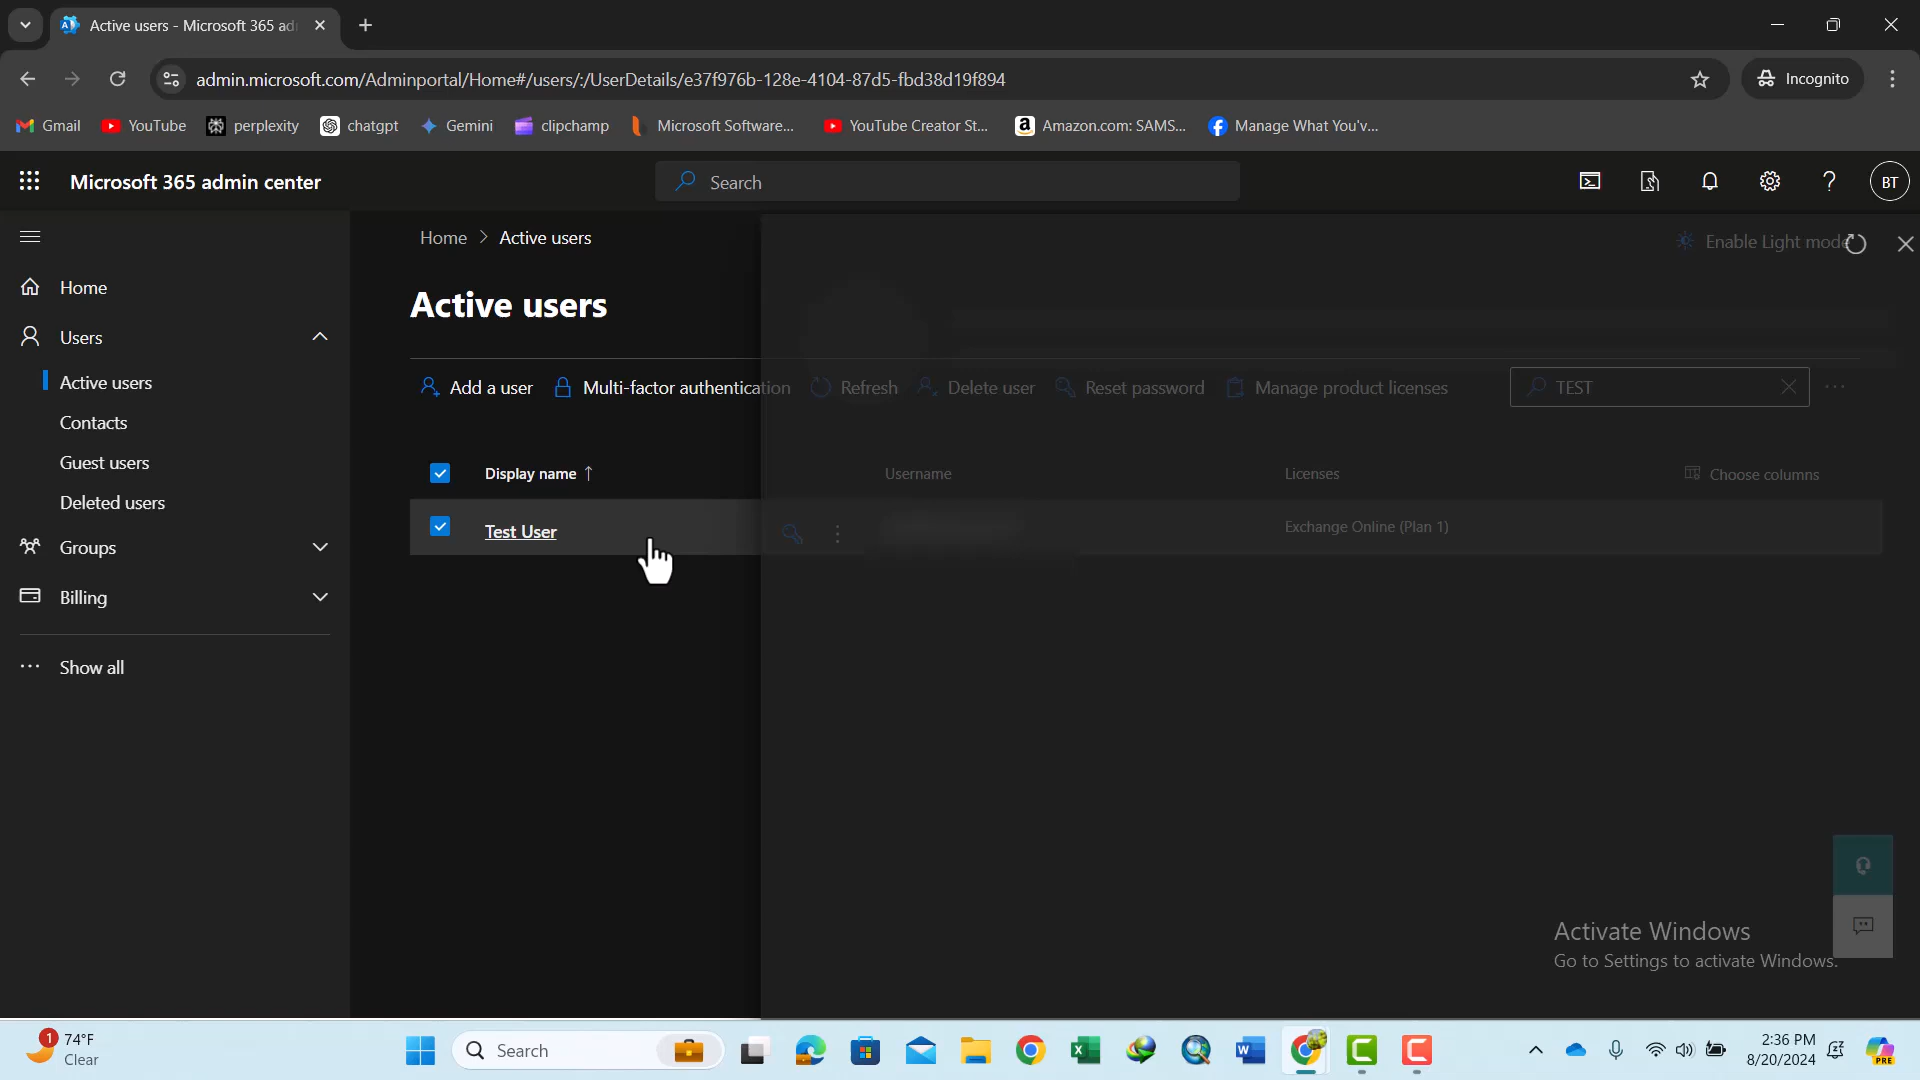 Active users - Microsoft 365 ad
admin.microsoft.com/Adminportal/Home#/users/:/UserDetails/e37f976b-128e-4104-87d5-fbd38d19f894
Incognito
Gmail YouTube perplexity chatgpt Gemini clipchamp Microsoft Software... YouTube Creator St... Amazon.com: SAMS... Manage What You'v...
Microsoft 365 admin center
Search
BT
Home > Active users
Enable Light mode
Home
Active users
Users
Active users
Contacts
Guest users
Deleted users
Groups
Billing
Show all
Add a user Multi-factor authentication Refresh Delete user Reset password Manage product licenses TEST
Display name ↑ Username Licenses Choose columns
Test User Exchange Online (Plan 1)
Activate Windows
Go to Settings to activate Windows.
1 74°F
Clear
Search
2:36 PM
8/20/2024
PRE